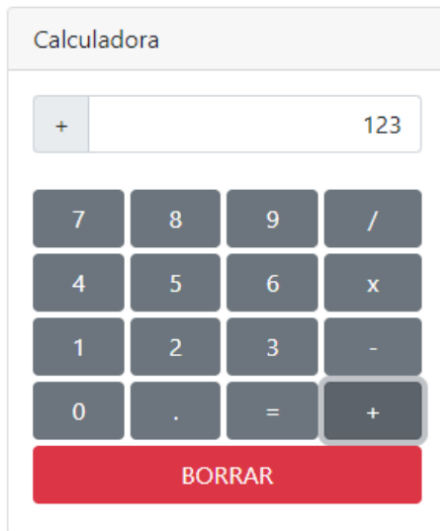 Calculadora
+ 123
7 8 9 /
4 5 6 x
1 2 3 -
0 . = +
BORRAR